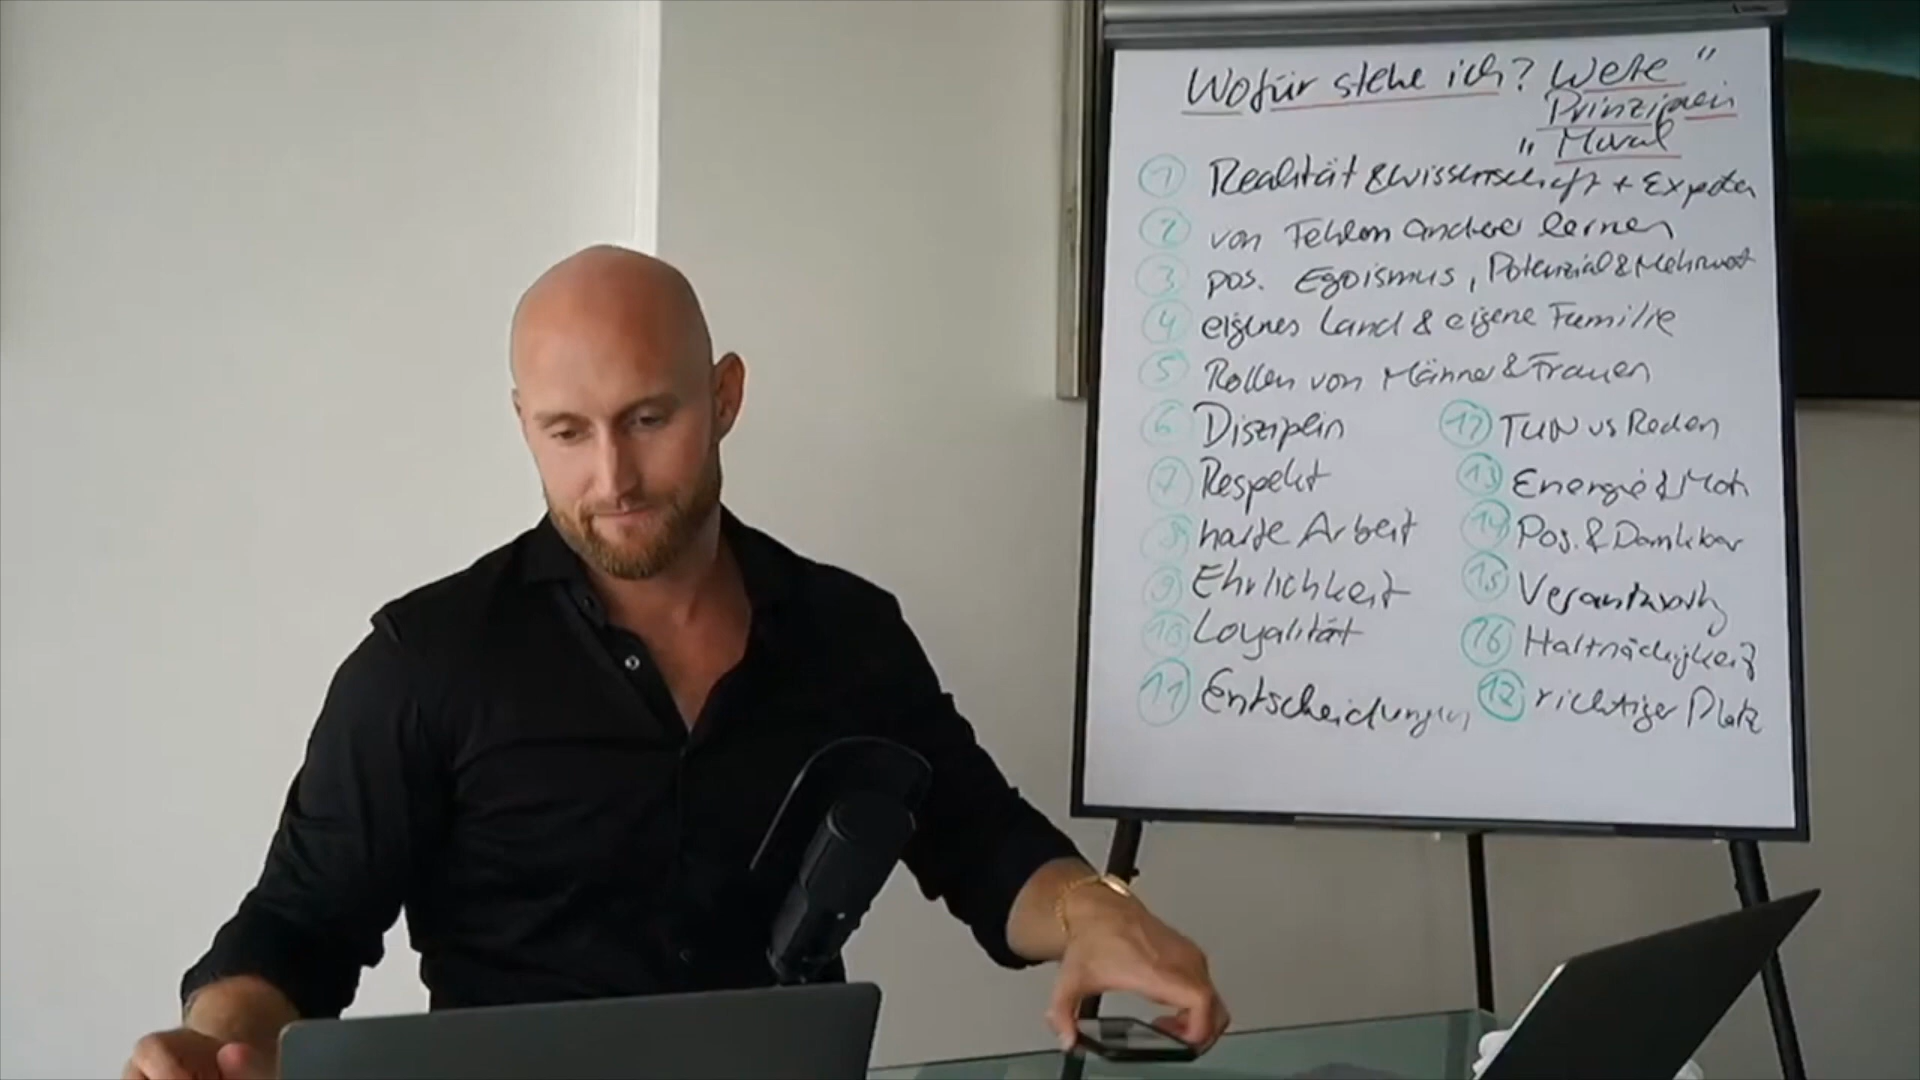 Wofür stehe ich? Werte "
Prinzipien
" Moral
1 Realität & Wissenschaft + Experten
2 von Fehlern anderer lernen
3 pos. Egoismus, Potenzial & Mehrwert
4 eigenes Land & eigene Familie
5 Rollen von Männer & Frauen
6 Disziplin
7 Respekt
8 harte Arbeit
9 Ehrlichkeit
10 Loyalität
11 Entscheidungen
12 TUN vs Reden
13 Energie & Mot.
14 Pos. & Dankbar
15 Verantwortg
16 Hartnäckigkeit
12 richtiger Platz